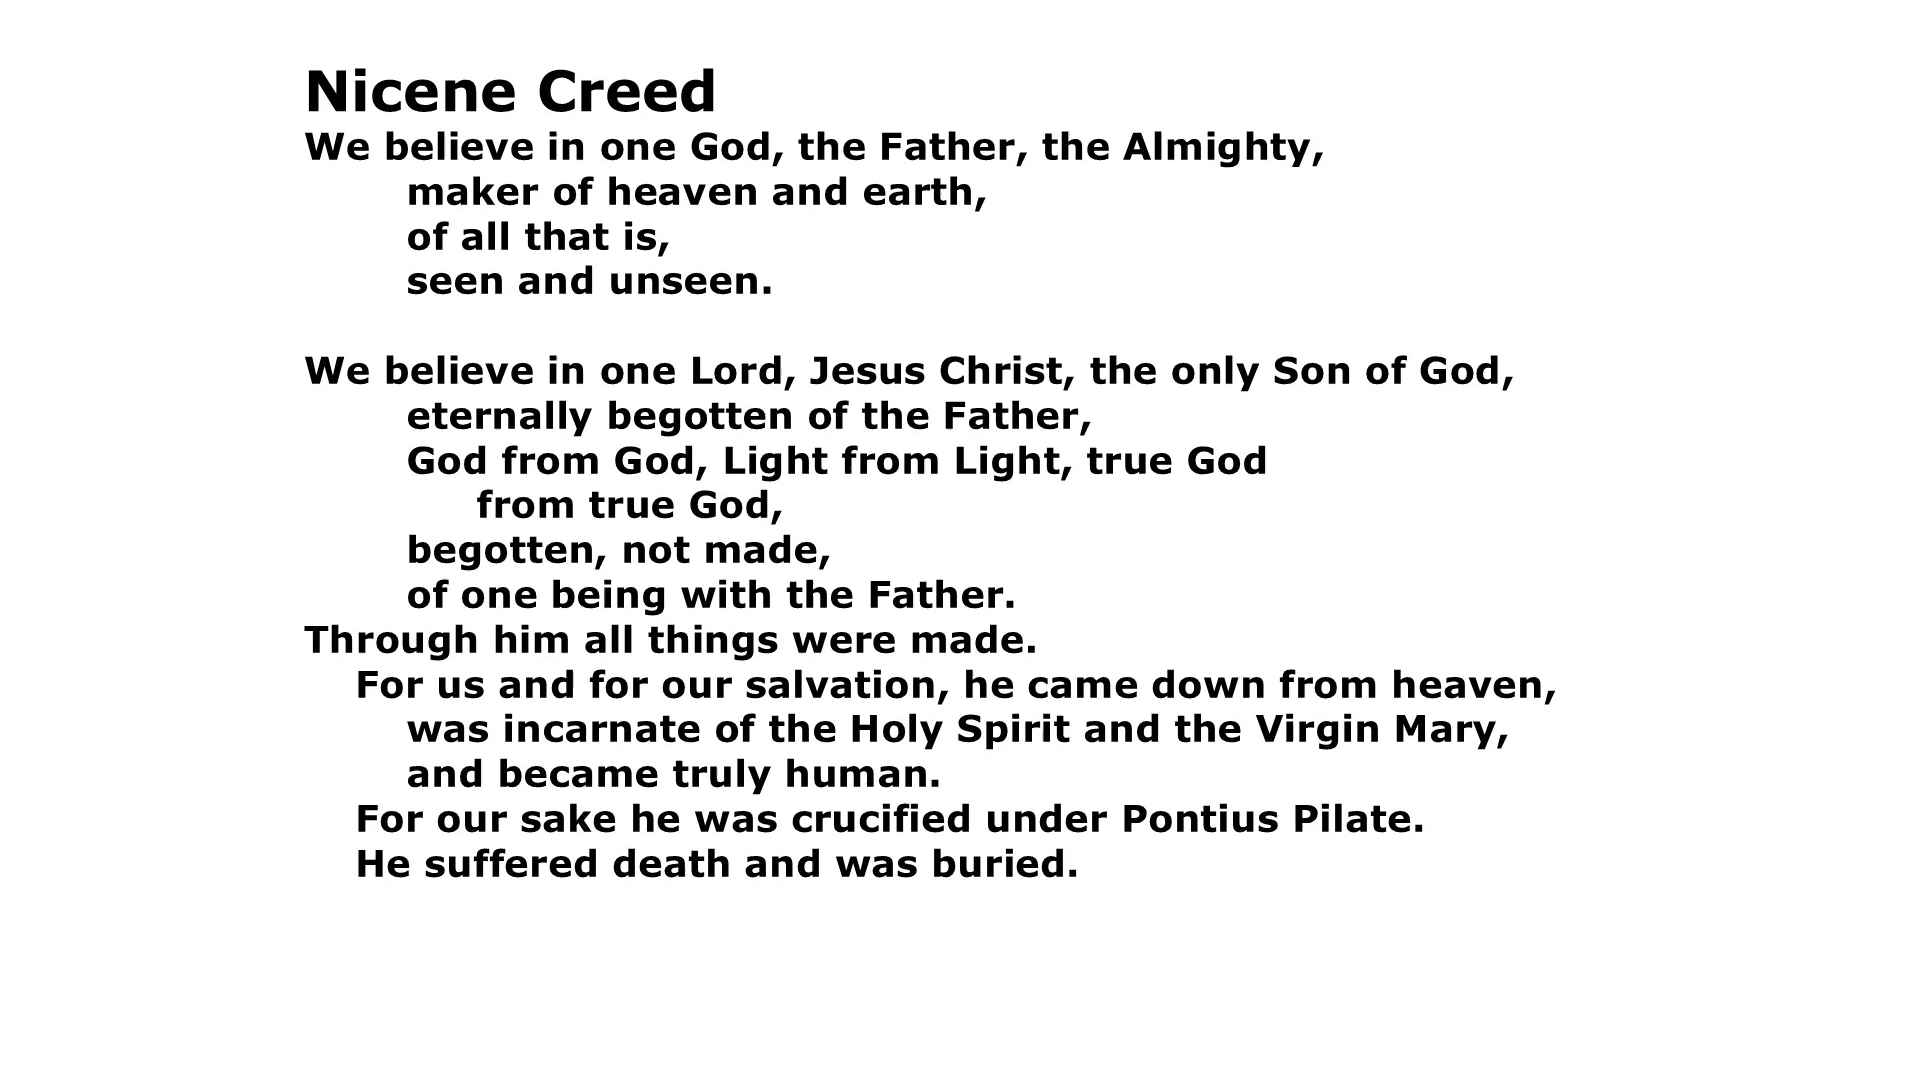 Nicene Creed
We believe in one God, the Father, the Almighty,
maker of heaven and earth,
of all that is,
seen and unseen.
We believe in one Lord, Jesus Christ, the only Son of God,
eternally begotten of the Father,
God from God, Light from Light, true God
from true God,
begotten, not made,
of one being with the Father.
Through him all things were made.
For us and for our salvation, he came down from heaven,
was incarnate of the Holy Spirit and the Virgin Mary,
and became truly human.
For our sake he was crucified under Pontius Pilate.
He suffered death and was buried.